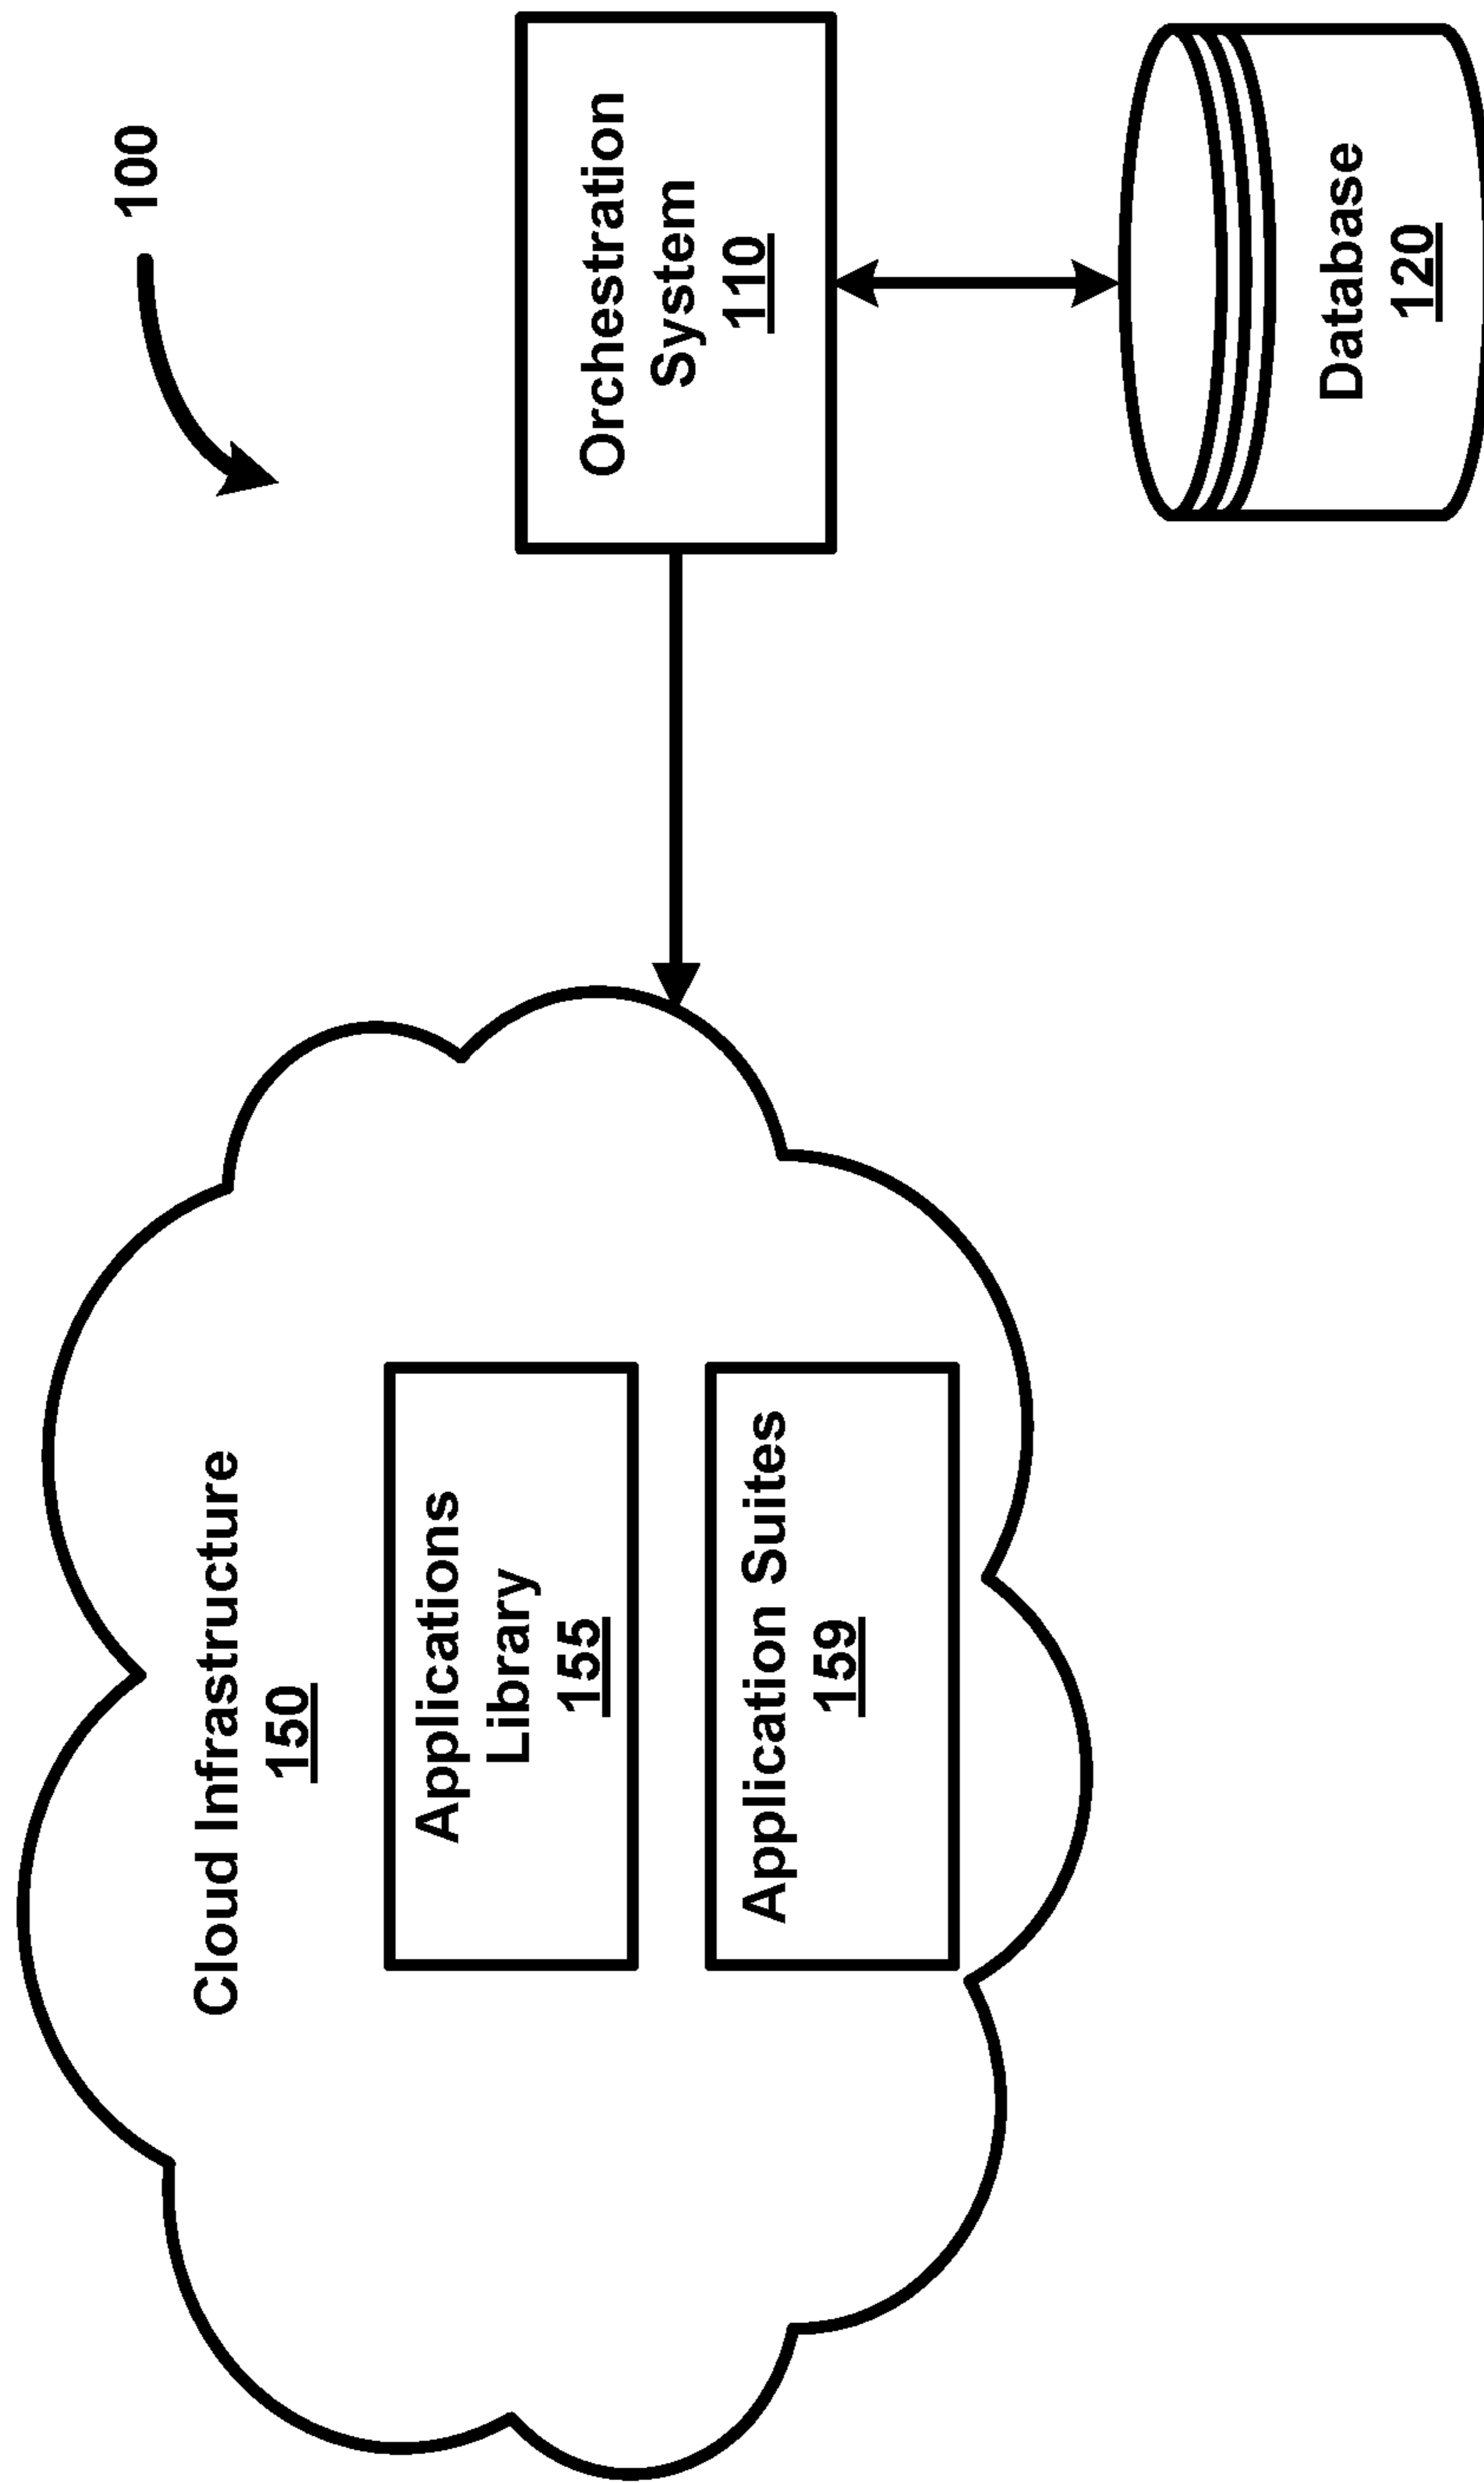 100
Cloud Infrastructure
150
Applications
Library
155
Application Suites
159
Orchestration
System
110
Database
120